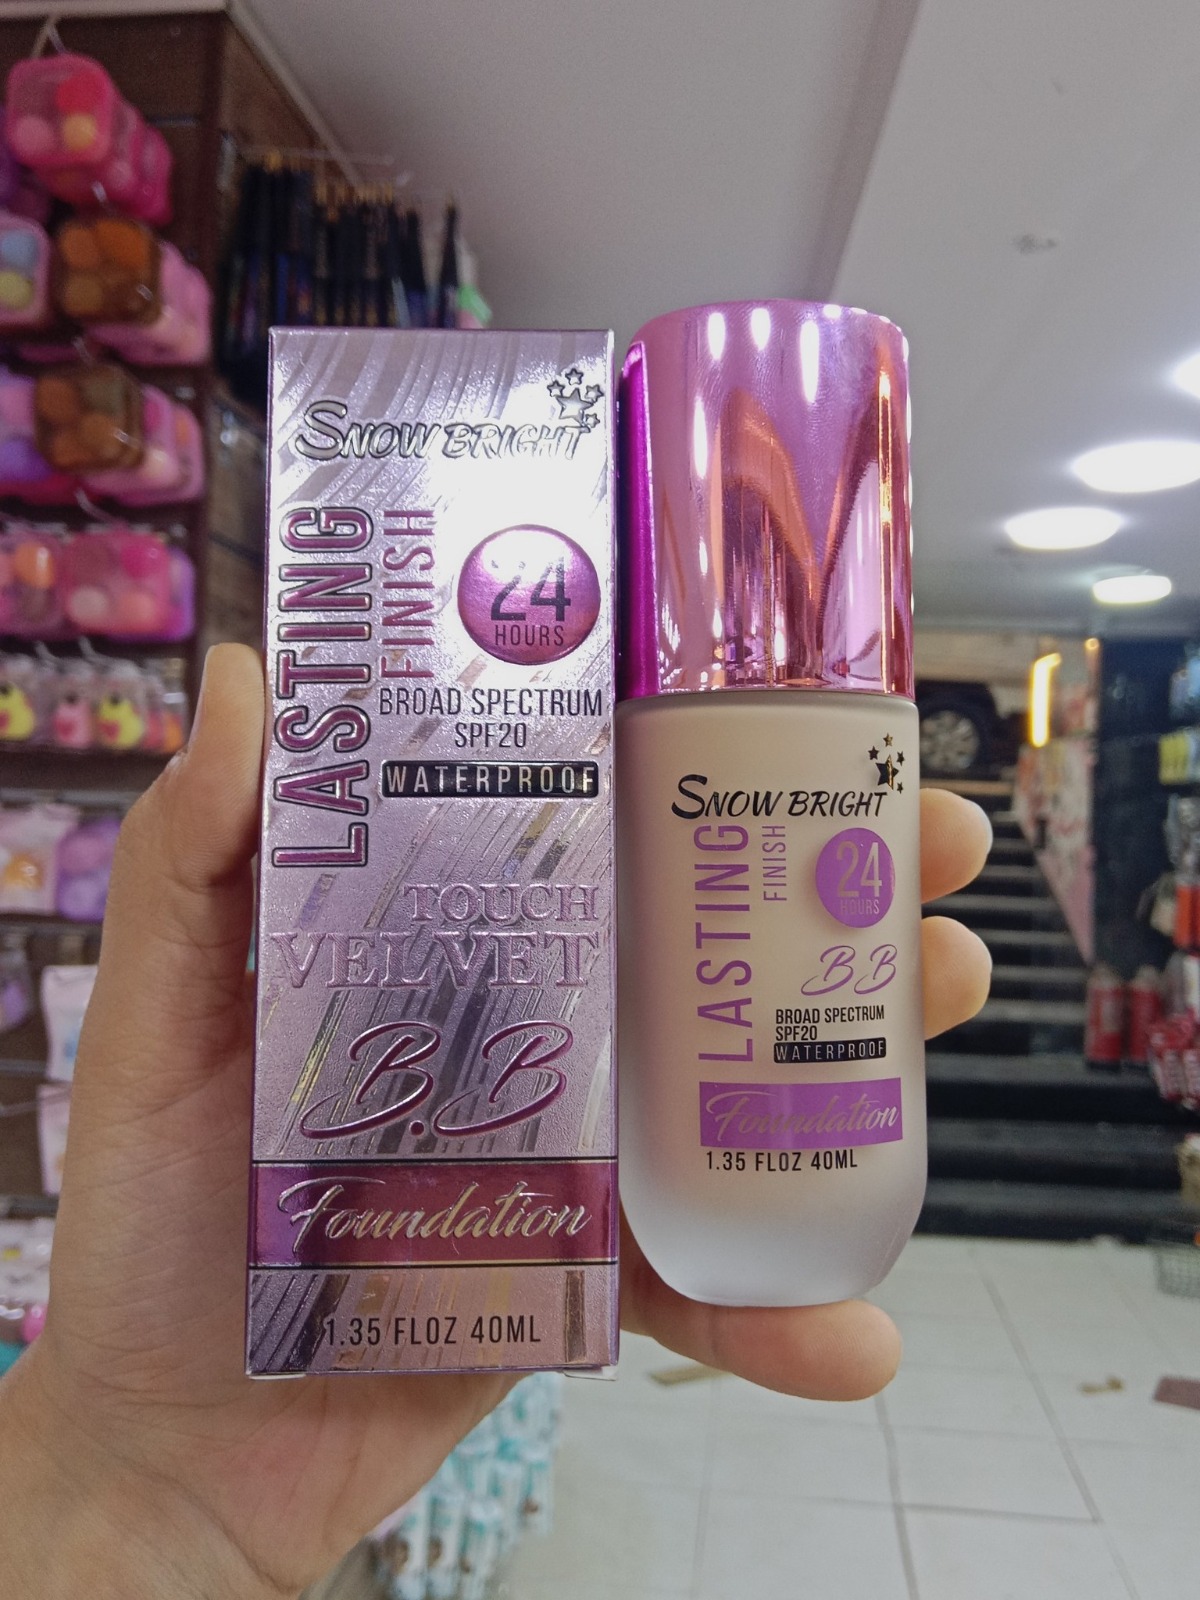 SNOW BRIGHT
LASTING
FINISH
24
HOURS
BROAD SPECTRUM
SPF20
WATERPROOF
TOUCH
VELVET
B.B
Foundation
1.35 FLOZ 40ML
SNOW BRIGHT
LASTING
FINISH
24
HOURS
BB
BROAD SPECTRUM
SPF20
WATERPROOF
Foundation
1.35 FLOZ 40ML